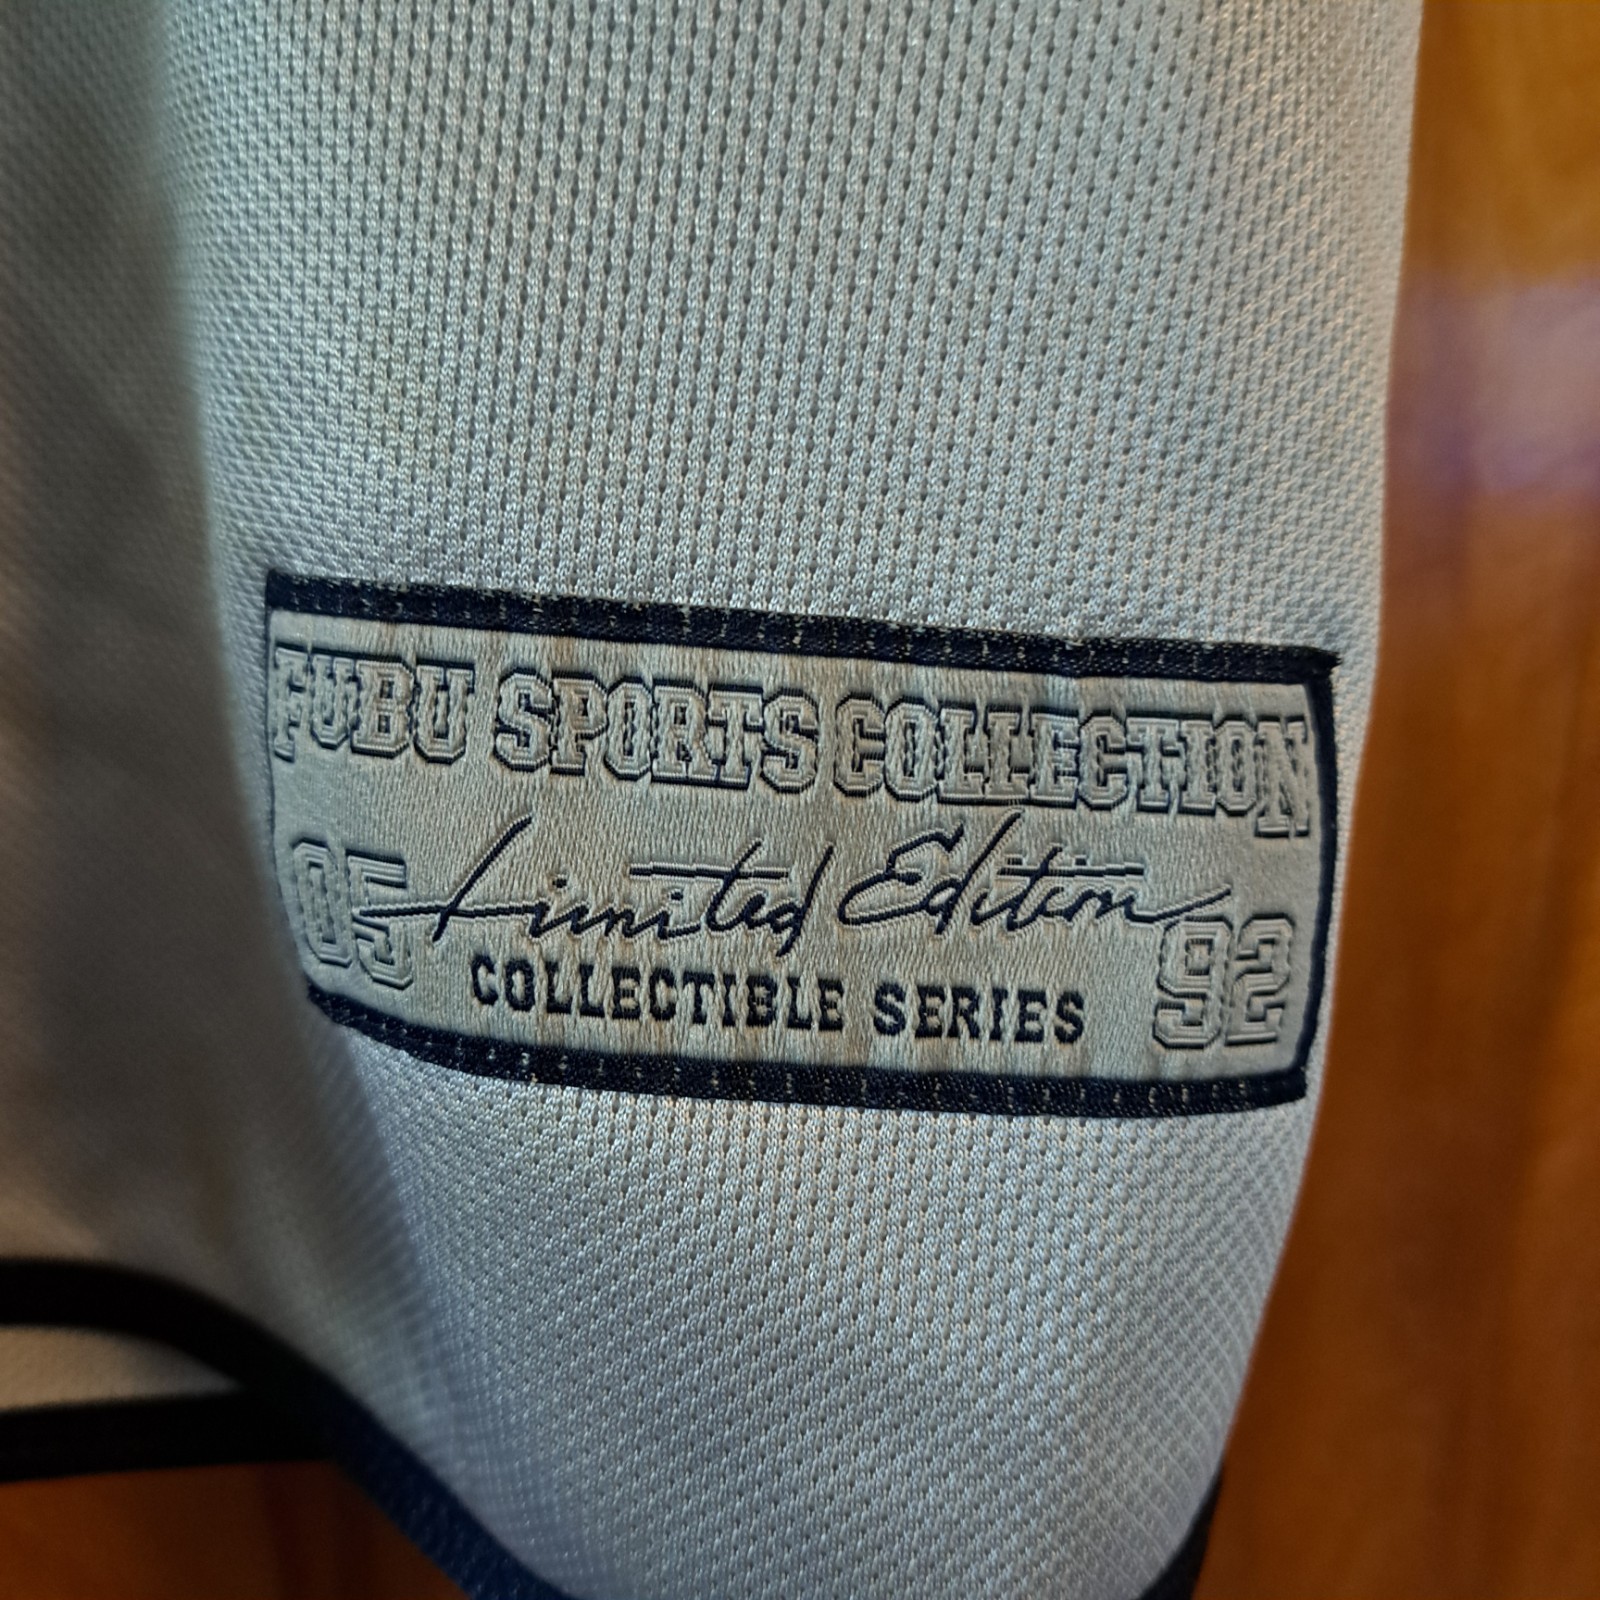 FUBU SPORTS COLLECTION
05 Limited Edition 92
COLLECTIBLE SERIES